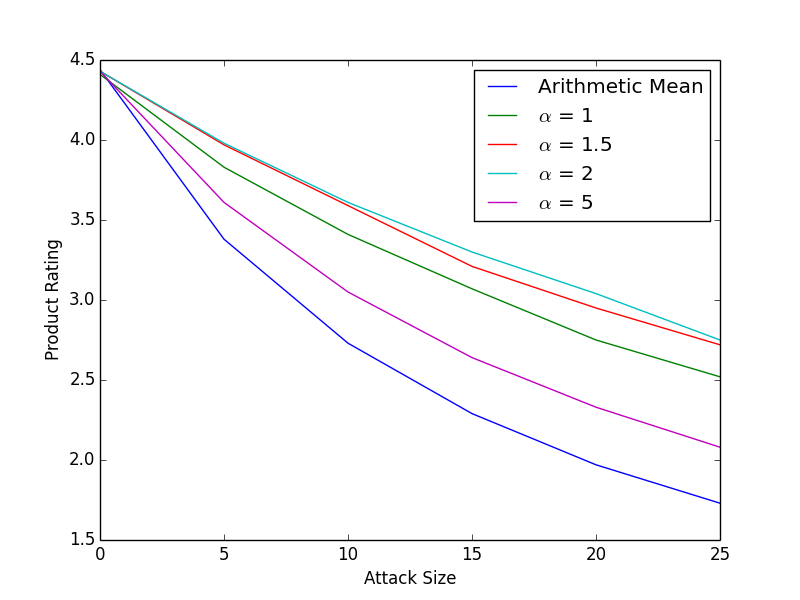 4.5
4.0
3.5
3.0
2.5
2.0
1.5
0 5 10 15 20 25
Product Rating
Attack Size
Arithmetic Mean
α = 1
α = 1.5
α = 2
α = 5